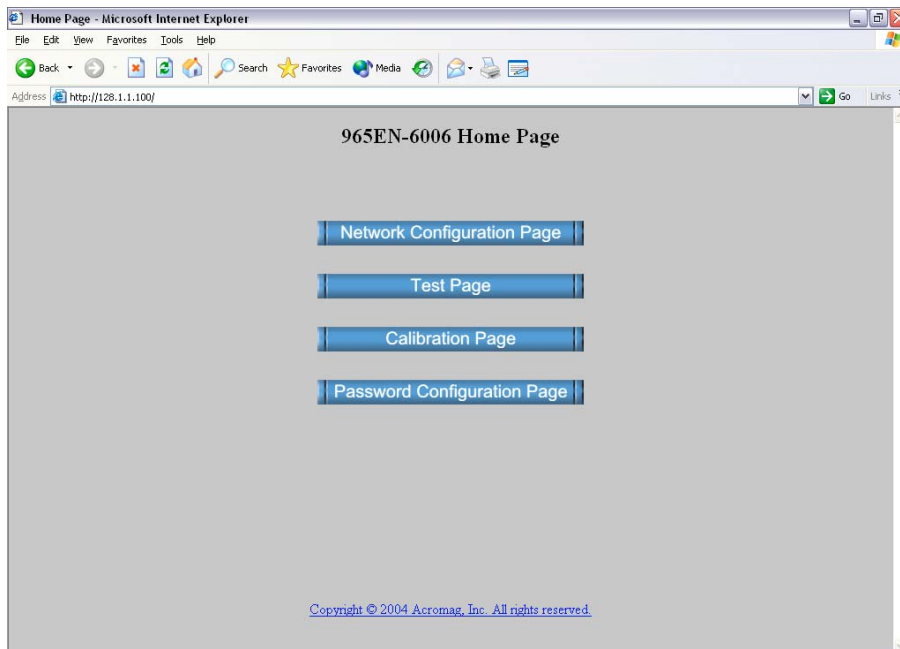 Home Page - Microsoft Internet Explorer
File Edit View Favorites Tools Help
Back Search Favorites Media
Address http://128.1.1.100/ Go Links
965EN-6006 Home Page
Network Configuration Page
Test Page
Calibration Page
Password Configuration Page
Copyright © 2004 Acromag, Inc. All rights reserved.